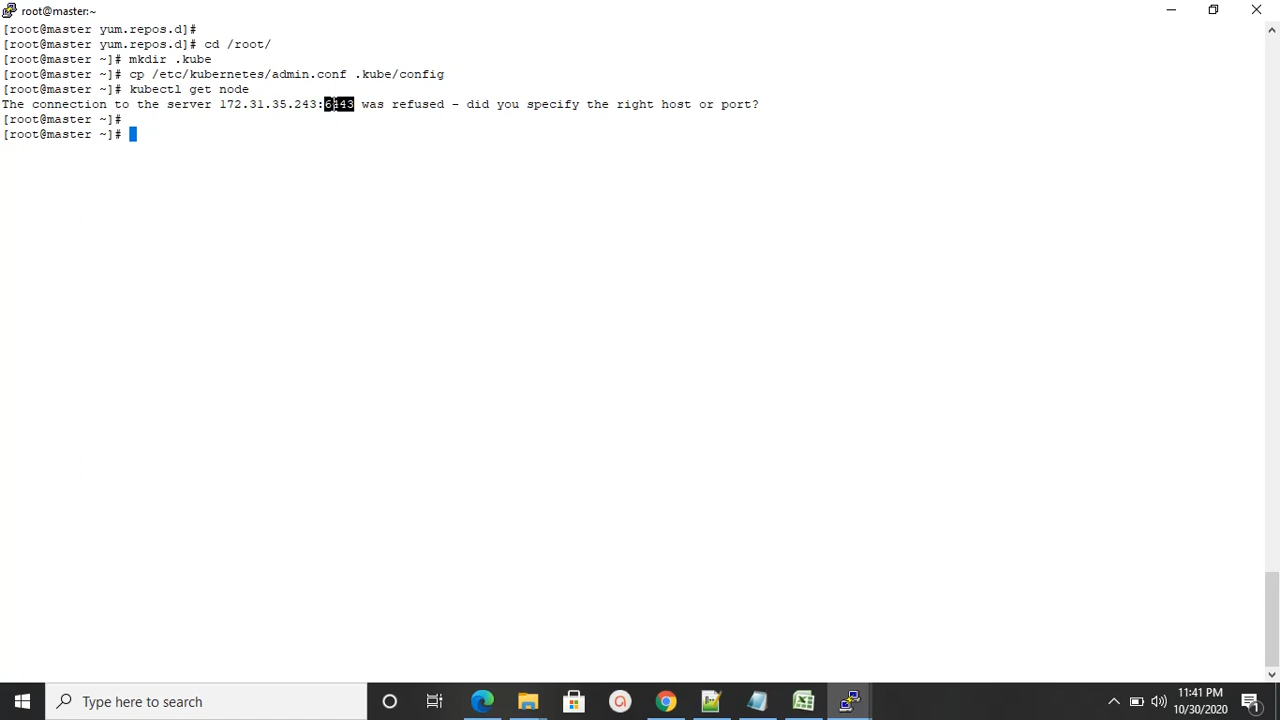 root@master:~
[root@master yum.repos.d]#
[root@master yum.repos.d]# cd /root/
[root@master ~]# mkdir .kube
[root@master ~]# cp /etc/kubernetes/admin.conf .kube/config
[root@master ~]# kubectl get node
The connection to the server 172.31.35.243:6443 was refused - did you specify the right host or port?
[root@master ~]#
[root@master ~]#
Type here to search
11:41 PM
10/30/2020
1